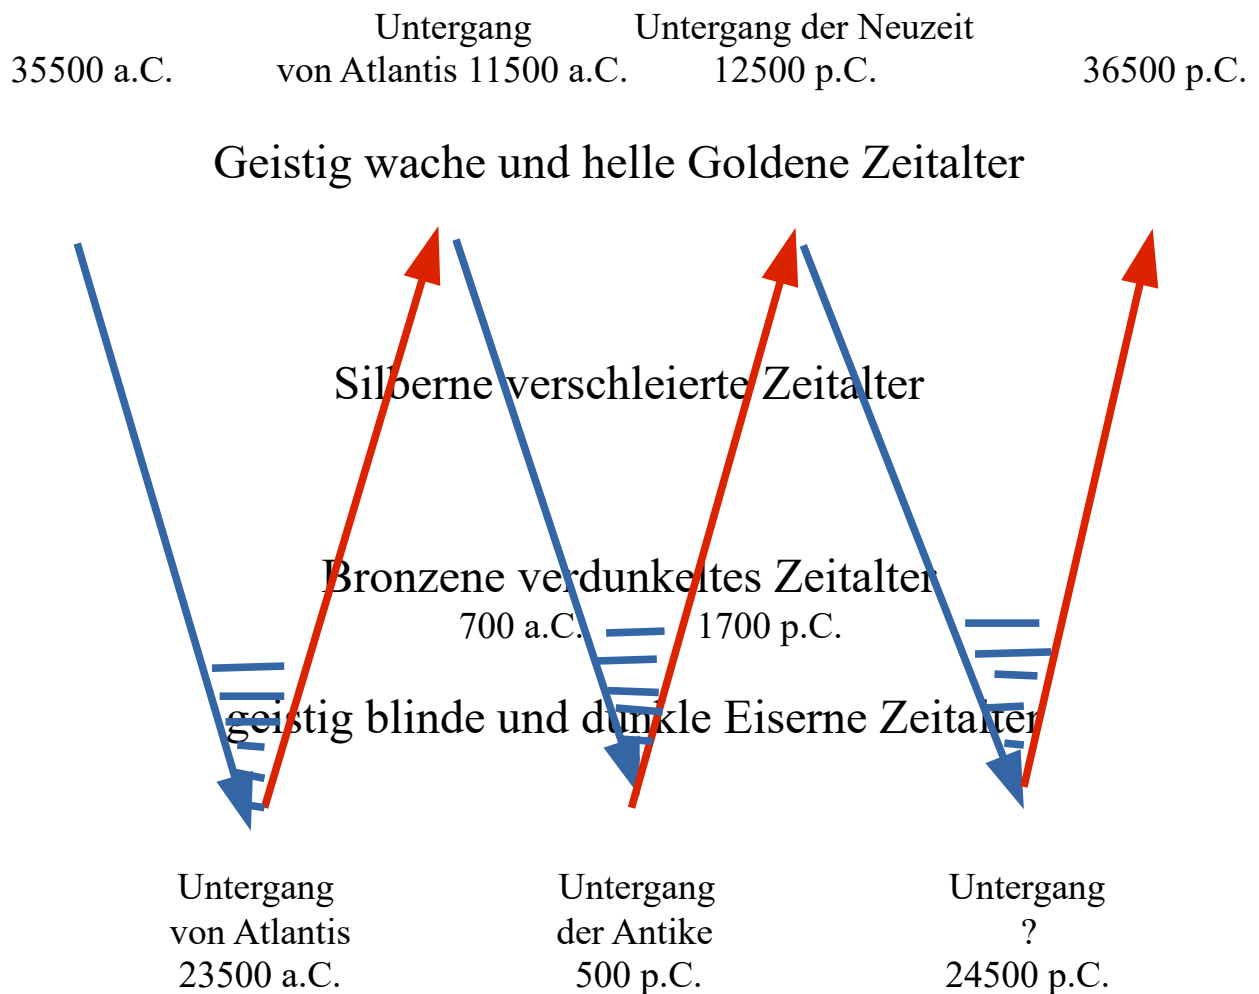 Untergang
Untergang der Neuzeit
35500 a.C.
von Atlantis 11500 a.C.
12500 p.C.
36500 p.C.
Geistig wache und helle Goldene Zeitalter
Silberne verschleierte Zeitalter
Bronzene verdunkeltes Zeitalter
700 a.C.
1700 p.C.
geistig blinde und dunkle Eiserne Zeitalter
Untergang
von Atlantis
23500 a.C.
Untergang
der Antike
500 p.C.
Untergang
?
24500 p.C.